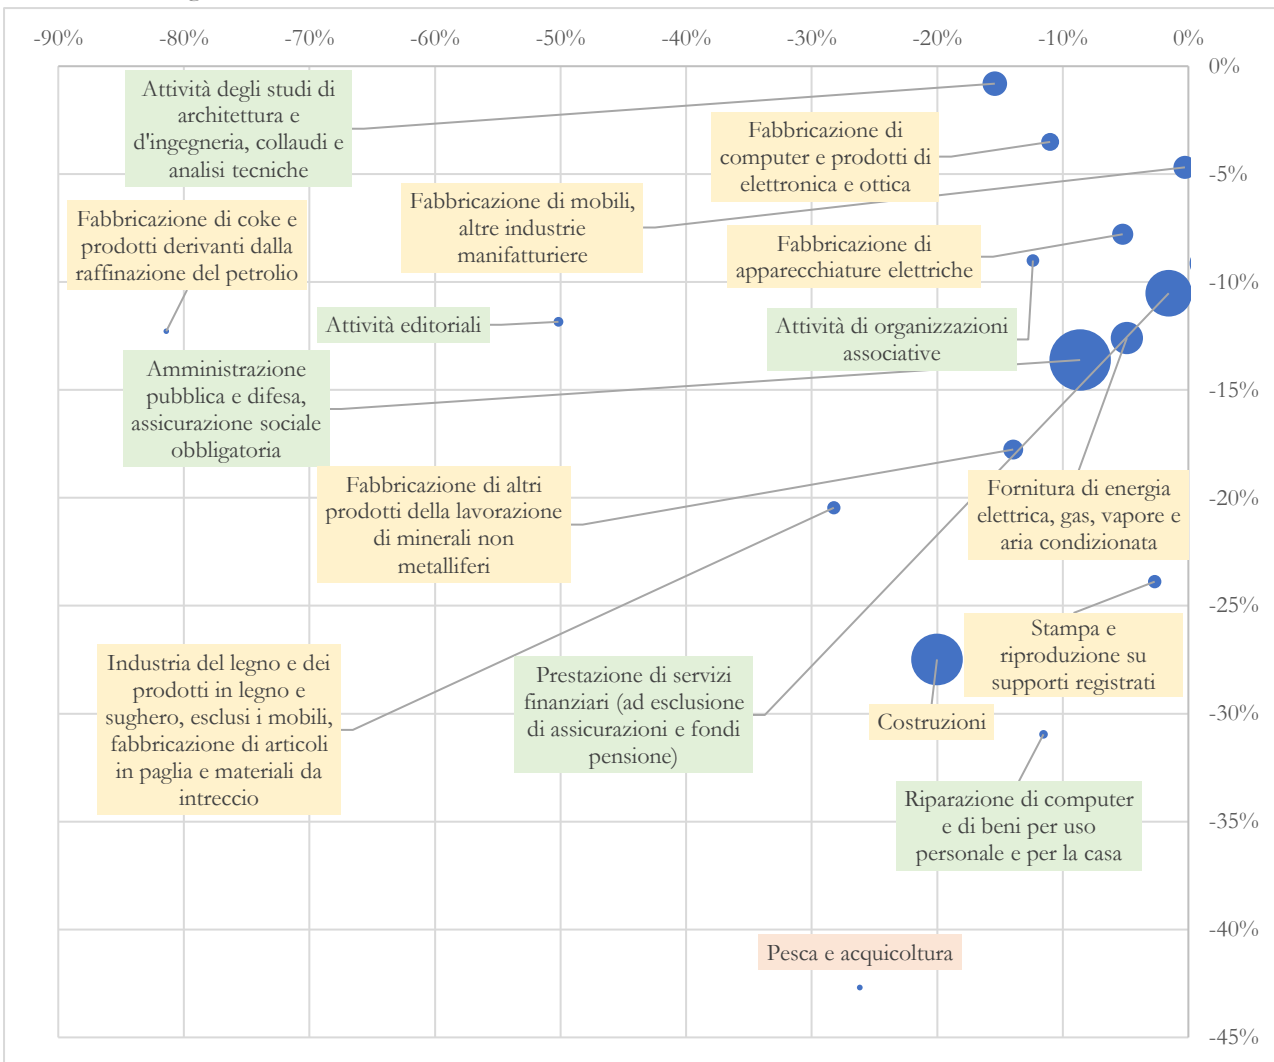 -90%
-80%
-70%
-60%
-50%
-40%
-30%
-20%
-10%
0%
0%
-5%
-10%
-15%
-20%
-25%
-30%
-35%
-40%
-45%
Attività degli studi di
architettura e
d'ingegneria, collaudi e
analisi tecniche
Fabbricazione di
computer e prodotti di
elettronica e ottica
Fabbricazione di mobili,
altre industrie
manifatturiere
Fabbricazione di coke e
prodotti derivanti dalla
raffinazione del petrolio
Fabbricazione di
apparecchiature elettriche
Attività editoriali
Attività di organizzazioni
associative
Amministrazione
pubblica e difesa,
assicurazione sociale
obbligatoria
Fabbricazione di altri
prodotti della lavorazione
di minerali non
metalliferi
Fornitura di energia
elettrica, gas, vapore e
aria condizionata
Stampa e
riproduzione su
supporti registrati
Industria del legno e dei
prodotti in legno e
sughero, esclusi i mobili,
fabbricazione di articoli
in paglia e materiali da
intreccio
Prestazione di servizi
finanziari (ad esclusione
di assicurazioni e fondi
pensione)
Costruzioni
Riparazione di computer
e di beni per uso
personale e per la casa
Pesca e acquicoltura